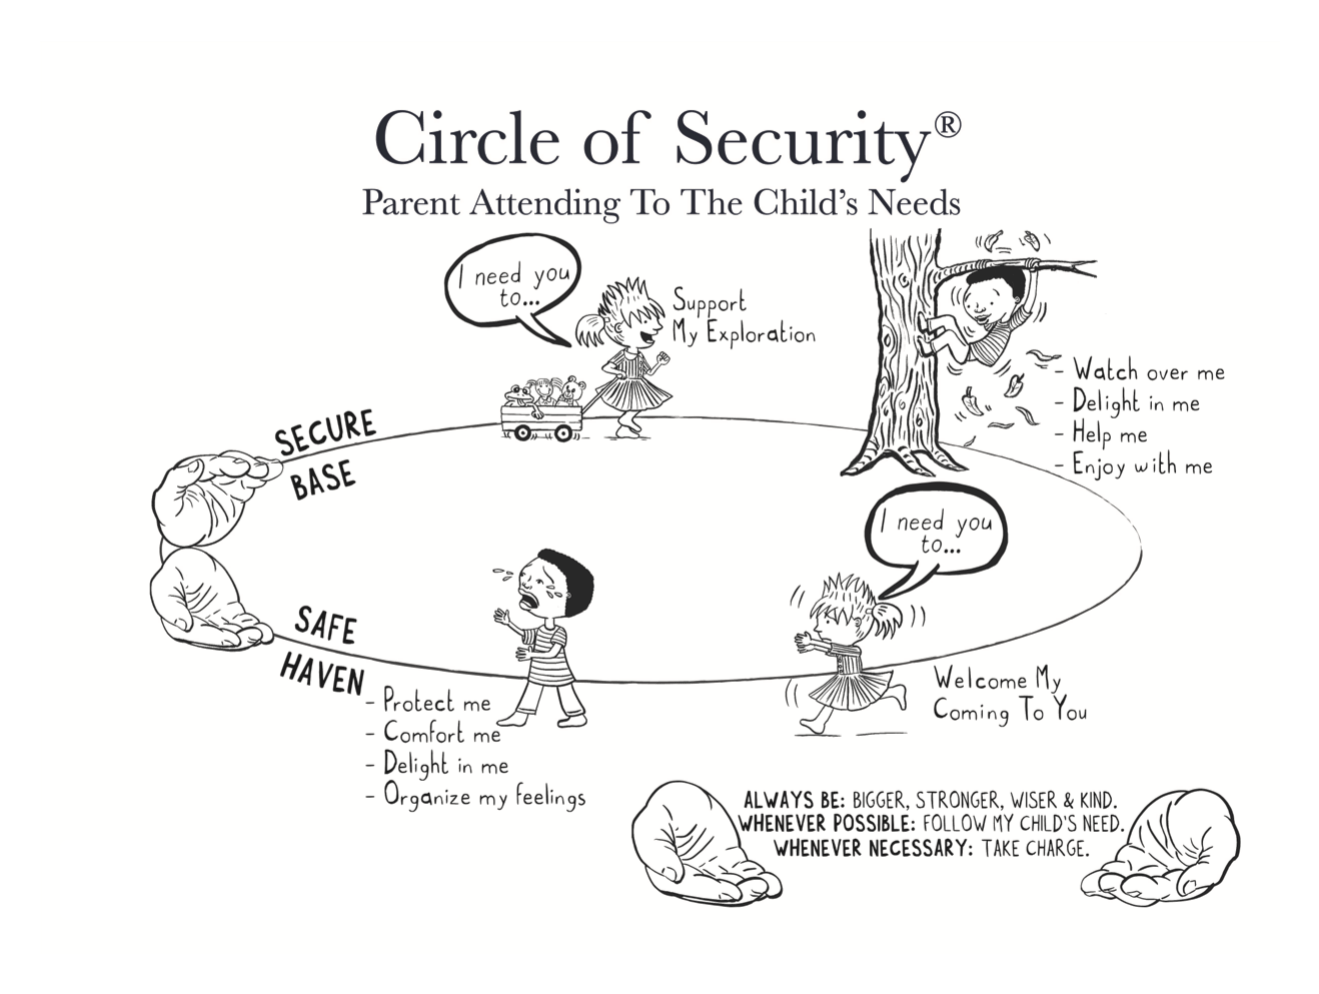 Circle of Security®
Parent Attending To The Child's Needs
I need you
to...
Support
My Exploration
- Watch over me
- Delight in me
- Help me
- Enjoy with me
SECURE
BASE
I need you
to...
SAFE
HAVEN
- Protect me
- Comfort me
- Delight in me
- Organize my feelings
Welcome My
Coming To You
ALWAYS BE: BIGGER, STRONGER, WISER & KIND.
WHENEVER POSSIBLE: FOLLOW MY CHILD'S NEED.
WHENEVER NECESSARY: TAKE CHARGE.